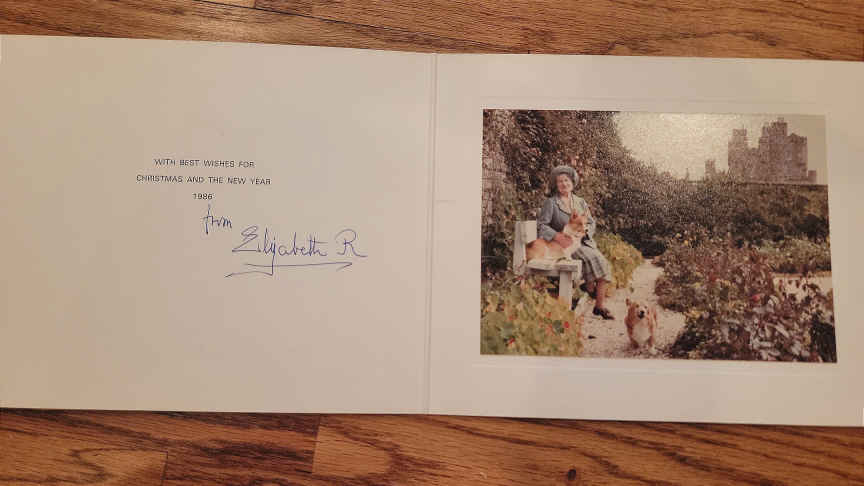 WITH BEST WISHES FOR
CHRISTMAS AND THE NEW YEAR
1986
from
Elizabeth R